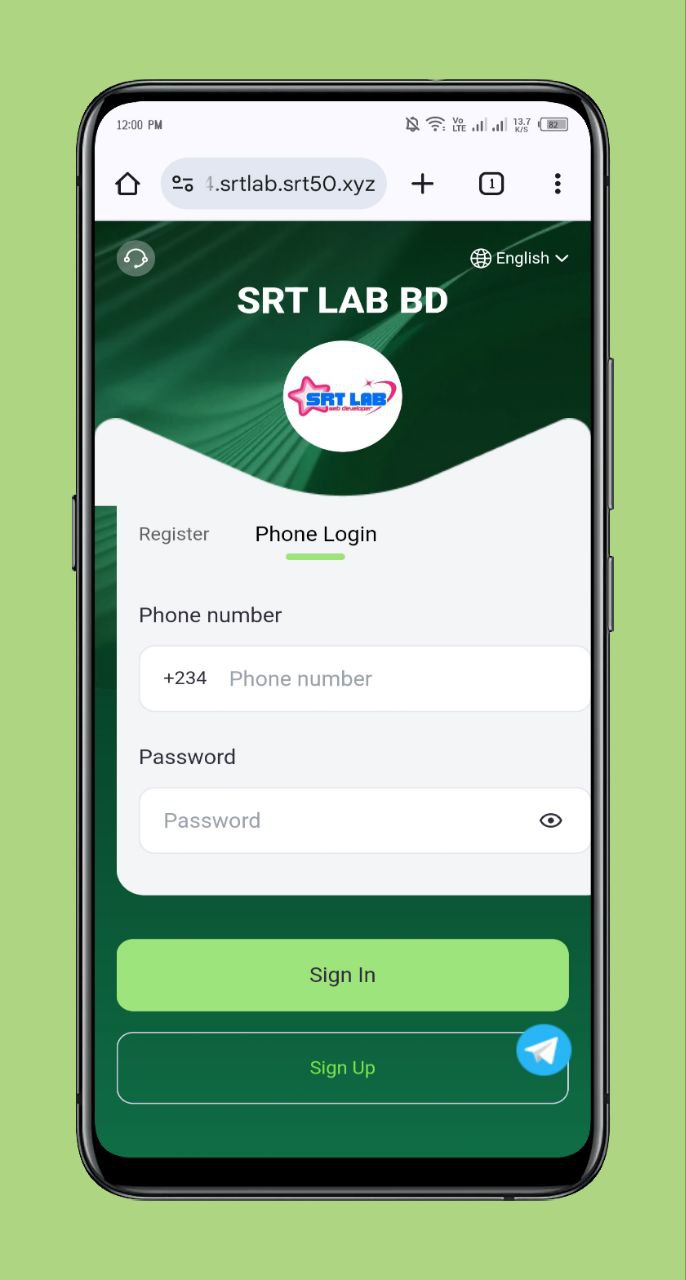 12:00 PM
Vo LTE 13.7 K/S 82
.srtlab.srt50.xyz
1
English
SRT LAB BD
SRT LAB
web developer
Register
Phone Login
Phone number
+234 Phone number
Password
Password
Sign In
Sign Up